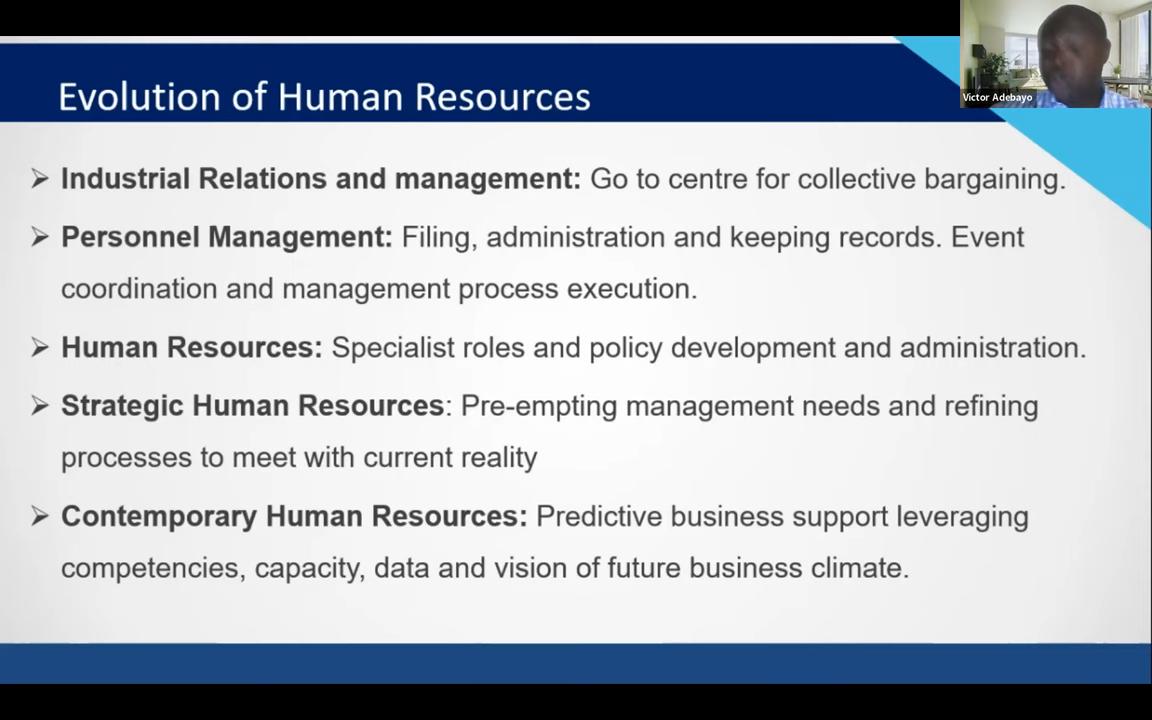 Evolution of Human Resources
Victor Adebayo
➢ Industrial Relations and management: Go to centre for collective bargaining.
➢ Personnel Management: Filing, administration and keeping records. Event
coordination and management process execution.
➢ Human Resources: Specialist roles and policy development and administration.
➢ Strategic Human Resources: Pre-empting management needs and refining
processes to meet with current reality
➢ Contemporary Human Resources: Predictive business support leveraging
competencies, capacity, data and vision of future business climate.